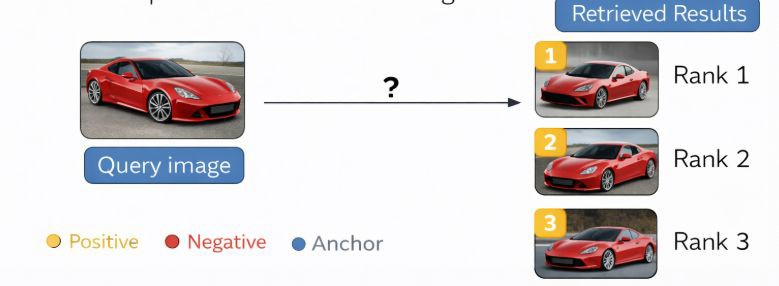 Retrieved Results
?
1
Rank 1
2
Rank 2
Query image
3
Rank 3
Positive
Negative
Anchor